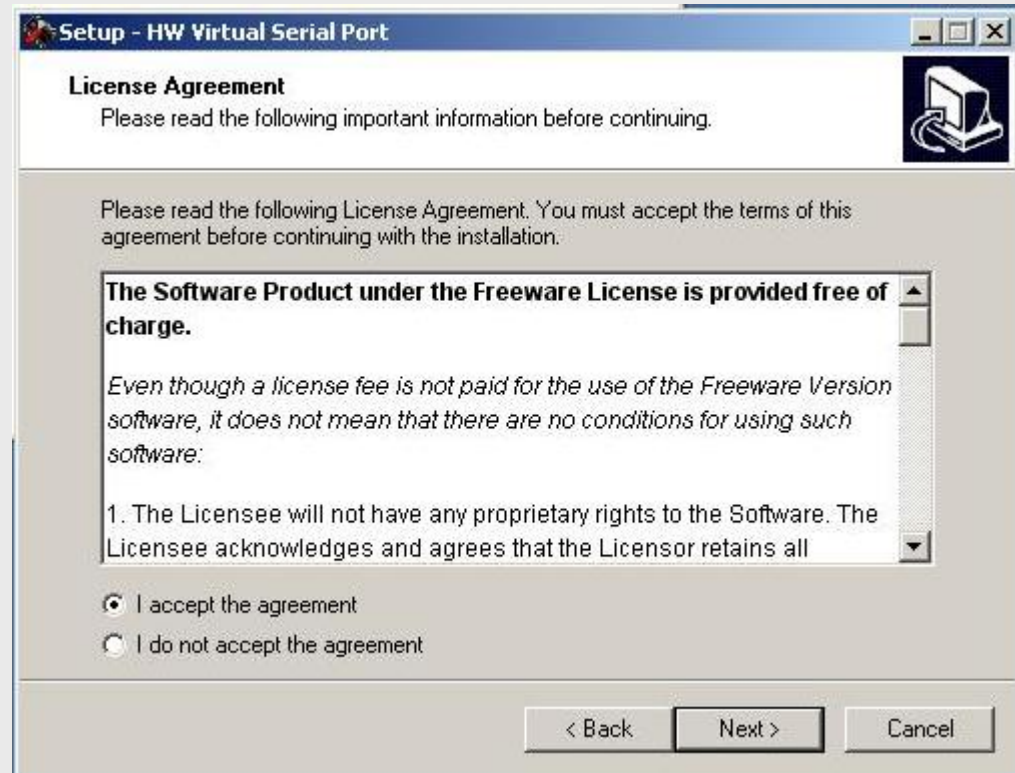 Setup - HW Virtual Serial Port
License Agreement
Please read the following important information before continuing.
Please read the following License Agreement. You must accept the terms of this
agreement before continuing with the installation.
The Software Product under the Freeware License is provided free of
charge.
Even though a license fee is not paid for the use of the Freeware Version
software, it does not mean that there are no conditions for using such
software:
1. The Licensee will not have any proprietary rights to the Software. The
Licensee acknowledges and agrees that the Licensor retains all
I accept the agreement
I do not accept the agreement
< Back Next > Cancel